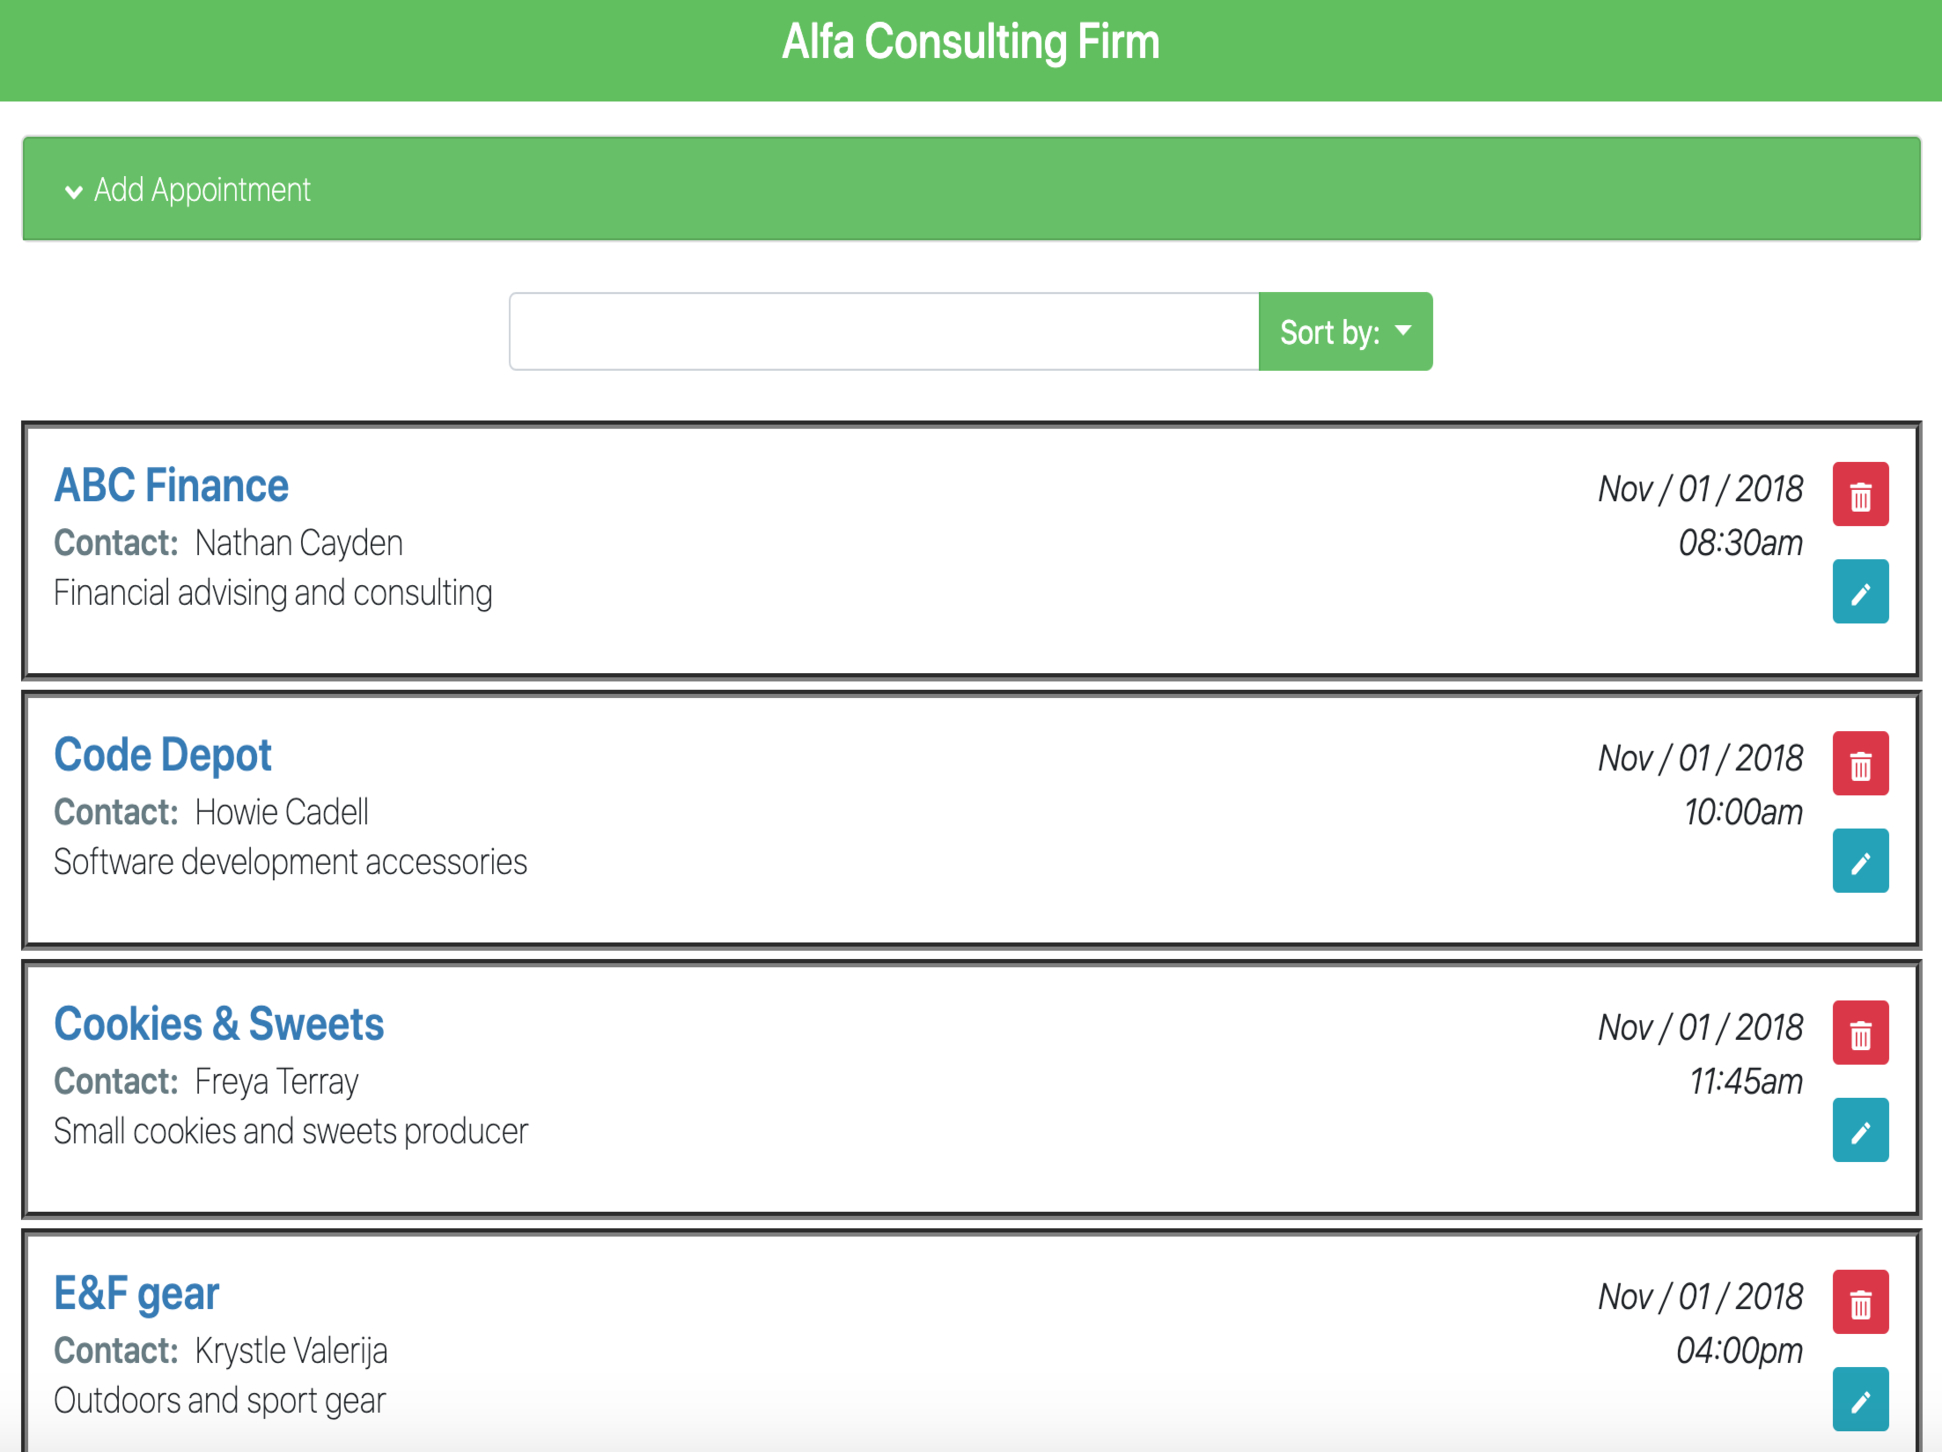 Alfa Consulting Firm
Add Appointment
Sort by:
ABC Finance
Nov / 01 / 2018
Contact: Nathan Cayden
08:30am
Financial advising and consulting
Code Depot
Nov / 01 / 2018
Contact: Howie Cadell
10:00am
Software development accessories
Cookies & Sweets
Nov / 01 / 2018
Contact: Freya Terray
11:45am
Small cookies and sweets producer
E&F gear
Nov / 01 / 2018
Contact: Krystle Valerija
04:00pm
Outdoors and sport gear